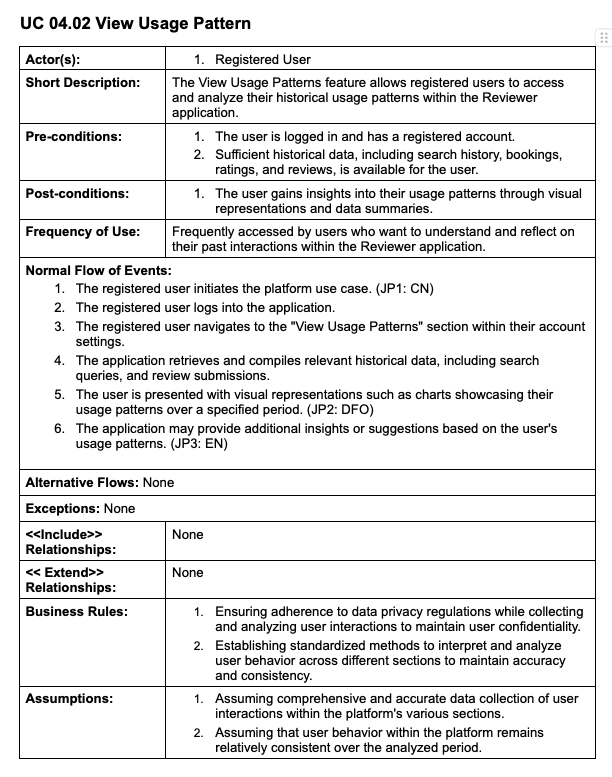 UC 04.02 View Usage Pattern
Actor(s):
1. Registered User
Short Description:
The View Usage Patterns feature allows registered users to access
and analyze their historical usage patterns within the Reviewer
application.
Pre-conditions:
1. The user is logged in and has a registered account.
2. Sufficient historical data, including search history, bookings,
ratings, and reviews, is available for the user.
Post-conditions:
1. The user gains insights into their usage patterns through visual
representations and data summaries.
Frequency of Use:
Frequently accessed by users who want to understand and reflect on
their past interactions within the Reviewer application.
Normal Flow of Events:
1. The registered user initiates the platform use case. (JP1: CN)
2. The registered user logs into the application.
3. The registered user navigates to the "View Usage Patterns" section within their account
settings.
4. The application retrieves and compiles relevant historical data, including search
queries, and review submissions.
5. The user is presented with visual representations such as charts showcasing their
usage patterns over a specified period. (JP2: DFO)
6. The application may provide additional insights or suggestions based on the user's
usage patterns. (JP3: EN)
Alternative Flows: None
Exceptions: None
<<Include>>
Relationships:
None
<< Extend>>
Relationships:
None
Business Rules:
1. Ensuring adherence to data privacy regulations while collecting
and analyzing user interactions to maintain user confidentiality.
2. Establishing standardized methods to interpret and analyze
user behavior across different sections to maintain accuracy
and consistency.
Assumptions:
1. Assuming comprehensive and accurate data collection of user
interactions within the platform's various sections.
2. Assuming that user behavior within the platform remains
relatively consistent over the analyzed period.